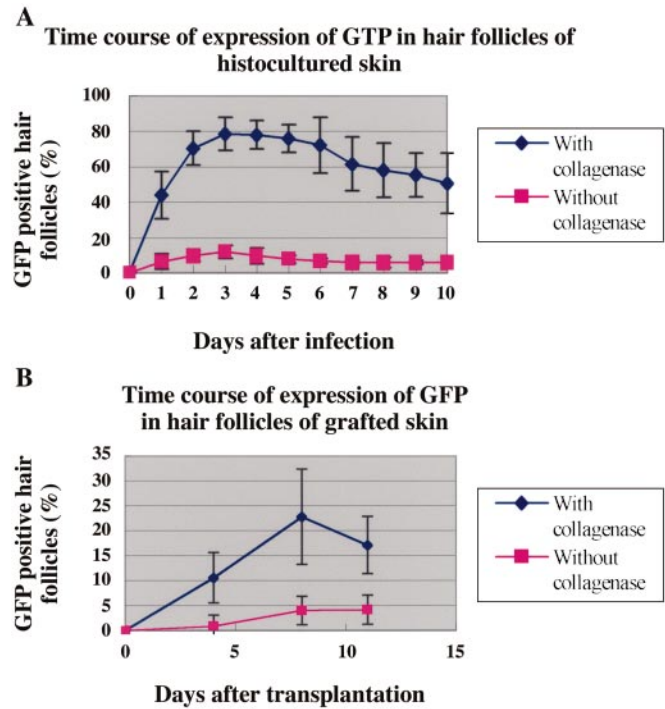 A
Time course of expression of GTP in hair follicles of
histocultured skin
GFP positive hair
follicles (%)
100
80
60
40
20
0
0 1 2 3 4 5 6 7 8 9 10
Days after infection
With
collagenase
Without
collagenase
B
Time course of expression of GFP
in hair follicles of grafted skin
GFP positive hair
follicles (%)
35
30
25
20
15
10
5
0
0 5 10 15
Days after transplantation
With
collagenase
Without
collagenase